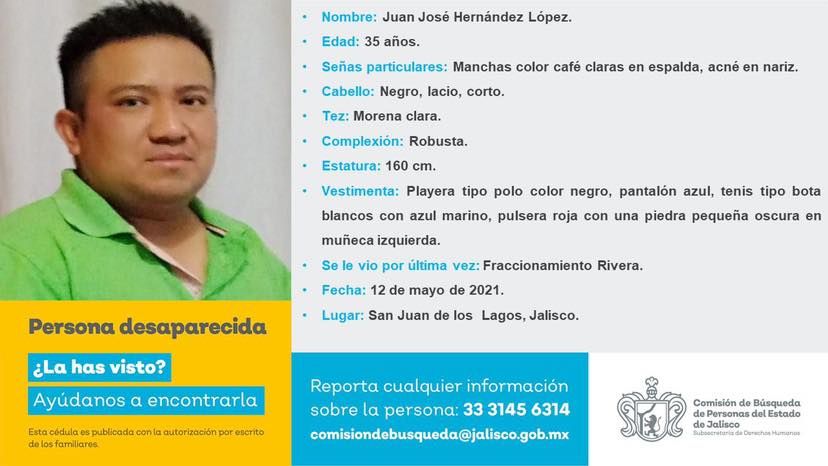 • Nombre: Juan José Hernández López.
• Edad: 35 años.
• Señas particulares: Manchas color café claras en espalda, acné en nariz.
• Cabello: Negro, lacio, corto.
• Tez: Morena clara.
• Complexión: Robusta.
• Estatura: 160 cm.
• Vestimenta: Playera tipo polo color negro, pantalón azul, tenis tipo bota
blancos con azul marino, pulsera roja con una piedra pequeña oscura en
muñeca izquierda.
• Se le vio por última vez: Fraccionamiento Rivera.
• Fecha: 12 de mayo de 2021.
• Lugar: San Juan de los Lagos, Jalisco.
Persona desaparecida
¿La has visto?
Ayúdanos a encontrarla
Esta cédula es publicada con la autorización por escrito
de los familiares.
Reporta cualquier información
sobre la persona: 33 3145 6314
comisiondebusqueda@jalisco.gob.mx
Comisión de Búsqueda
de Personas del Estado
de Jalisco
Subsecretaría de Derechos Humanos